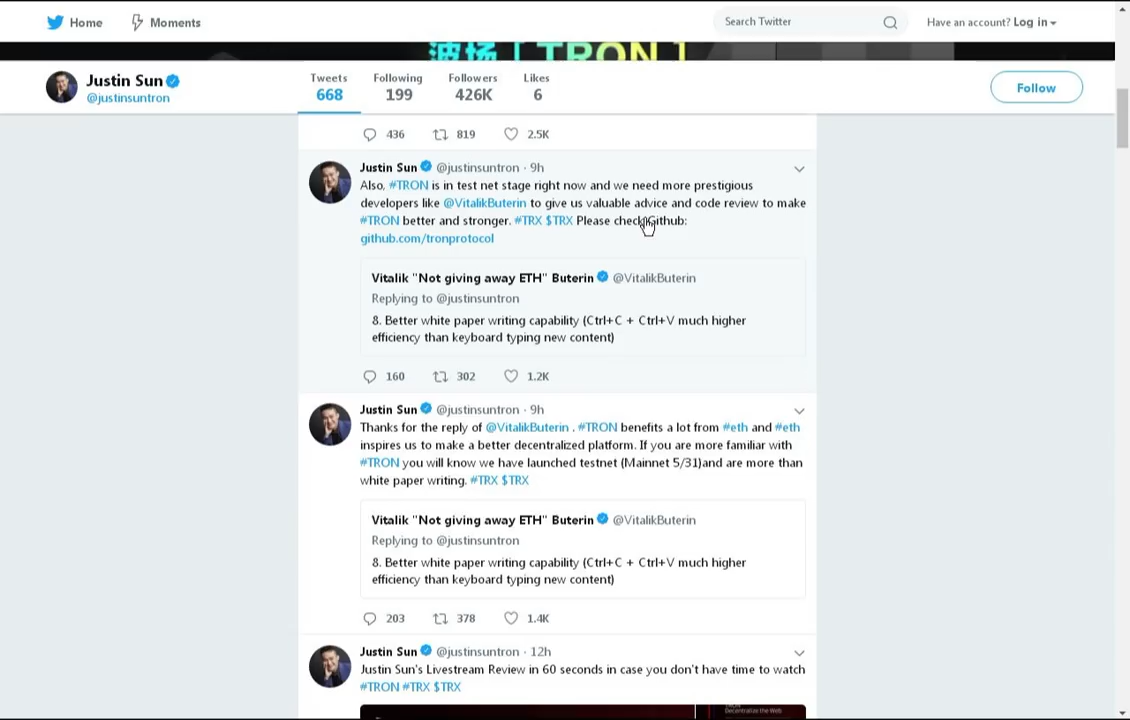 Home
Moments
Search Twitter
Have an account? Log in
波场 [ TRON ]
Justin Sun
@justinsuntron
Tweets
668
Following
199
Followers
426K
Likes
6
Follow
436 819 2.5K
Justin Sun @justinsuntron · 9h
Also, #TRON is in test net stage right now and we need more prestigious
developers like @VitalikButerin to give us valuable advice and code review to make
#TRON better and stronger. #TRX $TRX Please check Github:
github.com/tronprotocol
Vitalik "Not giving away ETH" Buterin @VitalikButerin
Replying to @justinsuntron
8. Better white paper writing capability (Ctrl+C + Ctrl+V much higher
efficiency than keyboard typing new content)
160 302 1.2K
Justin Sun @justinsuntron · 9h
Thanks for the reply of @VitalikButerin . #TRON benefits a lot from #eth and #eth
inspires us to make a better decentralized platform. If you are more familiar with
#TRON you will know we have launched testnet (Mainnet 5/31)and are more than
white paper writing. #TRX $TRX
Vitalik "Not giving away ETH" Buterin @VitalikButerin
Replying to @justinsuntron
8. Better white paper writing capability (Ctrl+C + Ctrl+V much higher
efficiency than keyboard typing new content)
203 378 1.4K
Justin Sun @justinsuntron · 12h
Justin Sun's Livestream Review in 60 seconds in case you don't have time to watch
#TRON #TRX $TRX
Decentralize the Web